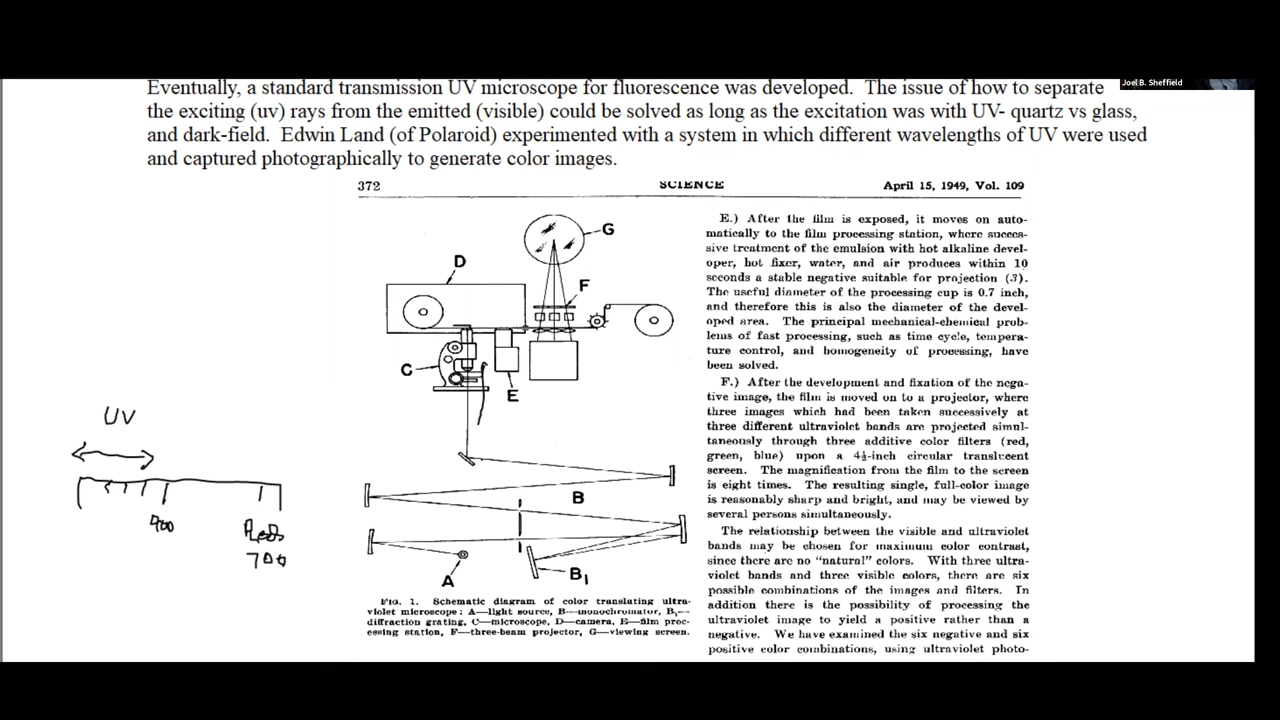 Joel B. Sheffield
Eventually, a standard transmission UV microscope for fluorescence was developed. The issue of how to separate
the exciting (uv) rays from the emitted (visible) could be solved as long as the excitation was with UV- quartz vs glass,
and dark-field. Edwin Land (of Polaroid) experimented with a system in which different wavelengths of UV were used
and captured photographically to generate color images.
372 SCIENCE April 15, 1949, Vol. 109
G
D
F
C
E
B
A
B1
FIG. 1. Schematic diagram of color translating ultra-
violet microscope: A—light source, B—monochromator, B1—
diffraction grating, C—microscope, D—camera, E—film proc-
essing station, F—three-beam projector, G—viewing screen.
E.) After the film is exposed, it moves on auto-
matically to the film processing station, where succes-
sive treatment of the emulsion with hot alkaline devel-
oper, hot fixer, water, and air produces within 10
seconds a stable negative suitable for projection (3).
The useful diameter of the processing cup is 0.7 inch,
and therefore this is also the diameter of the devel-
oped area. The principal mechanical-chemical prob-
lems of fast processing, such as time cycle, tempera-
ture control, and homogeneity of processing, have
been solved.
F.) After the development and fixation of the nega-
tive image, the film is moved on to a projector, where
three images which had been taken successively at
three different ultraviolet bands are projected simul-
taneously through three additive color filters (red,
green, blue) upon a 4½-inch circular translucent
screen. The magnification from the film to the screen
is eight times. The resulting single, full-color image
is reasonably sharp and bright, and may be viewed by
several persons simultaneously.
The relationship between the visible and ultraviolet
bands may be chosen for maximum color contrast,
since there are no "natural" colors. With three ultra-
violet bands and three visible colors, there are six
possible combinations of the images and filters. In
addition there is the possibility of processing the
ultraviolet image to yield a positive rather than a
negative. We have examined the six negative and six
positive color combinations, using ultraviolet photo-
UV
400
700